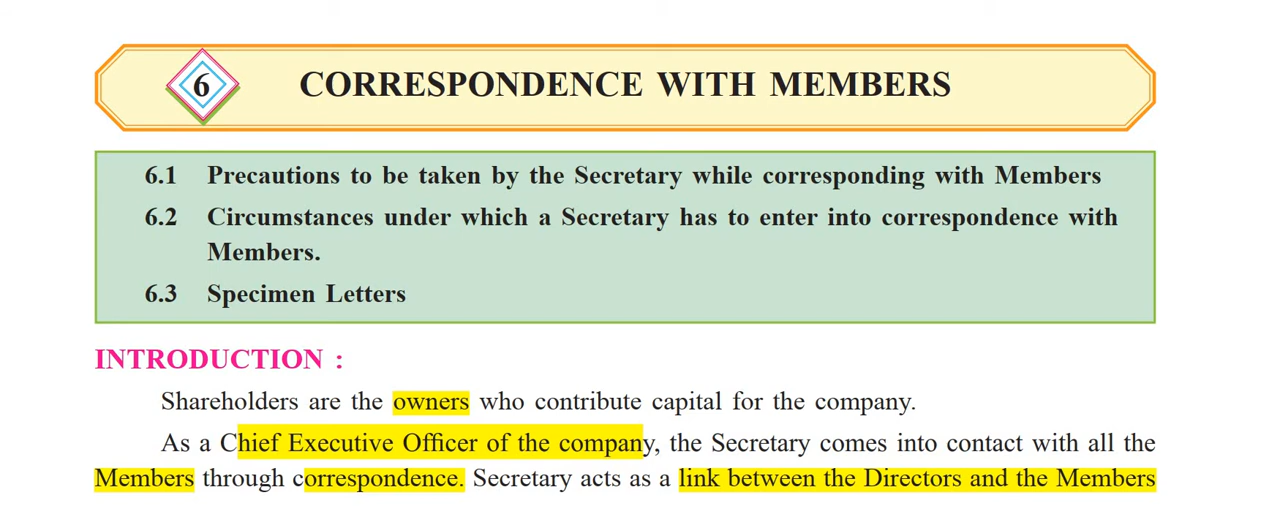 6 CORRESPONDENCE WITH MEMBERS
6.1 Precautions to be taken by the Secretary while corresponding with Members
6.2 Circumstances under which a Secretary has to enter into correspondence with
Members.
6.3 Specimen Letters
INTRODUCTION :
Shareholders are the owners who contribute capital for the company.
As a Chief Executive Officer of the company, the Secretary comes into contact with all the
Members through correspondence. Secretary acts as a link between the Directors and the Members